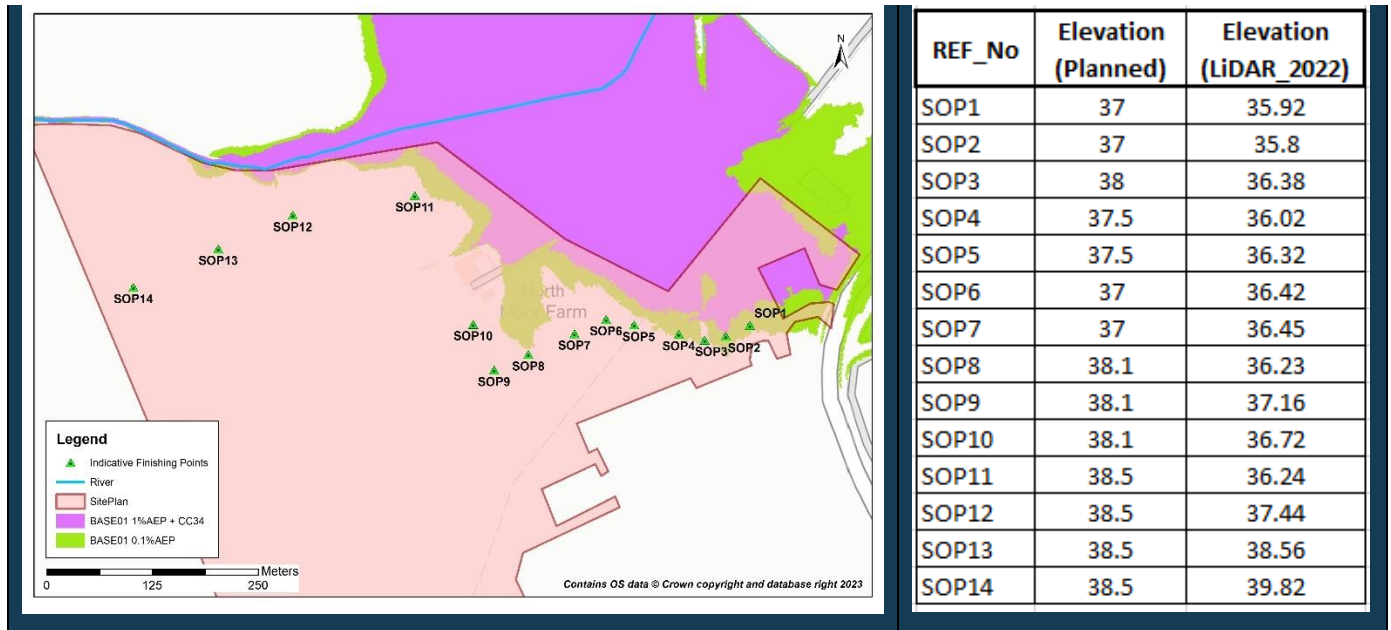 N
SOP11
SOP12
SOP13
SOP14
North
Farm
SOP1
SOP10
SOP6
SOP5
SOP7
SOP4
SOP3
SOP2
SOP8
SOP9
Legend
Indicative Finishing Points
River
SitePlan
BASE01 1%AEP + CC34
BASE01 0.1%AEP
Meters
0 125 250
Contains OS data © Crown copyright and database right 2023
REF_No Elevation (Planned) Elevation (LiDAR_2022)
SOP1 37 35.92
SOP2 37 35.8
SOP3 38 36.38
SOP4 37.5 36.02
SOP5 37.5 36.32
SOP6 37 36.42
SOP7 37 36.45
SOP8 38.1 36.23
SOP9 38.1 37.16
SOP10 38.1 36.72
SOP11 38.5 36.24
SOP12 38.5 37.44
SOP13 38.5 38.56
SOP14 38.5 39.82